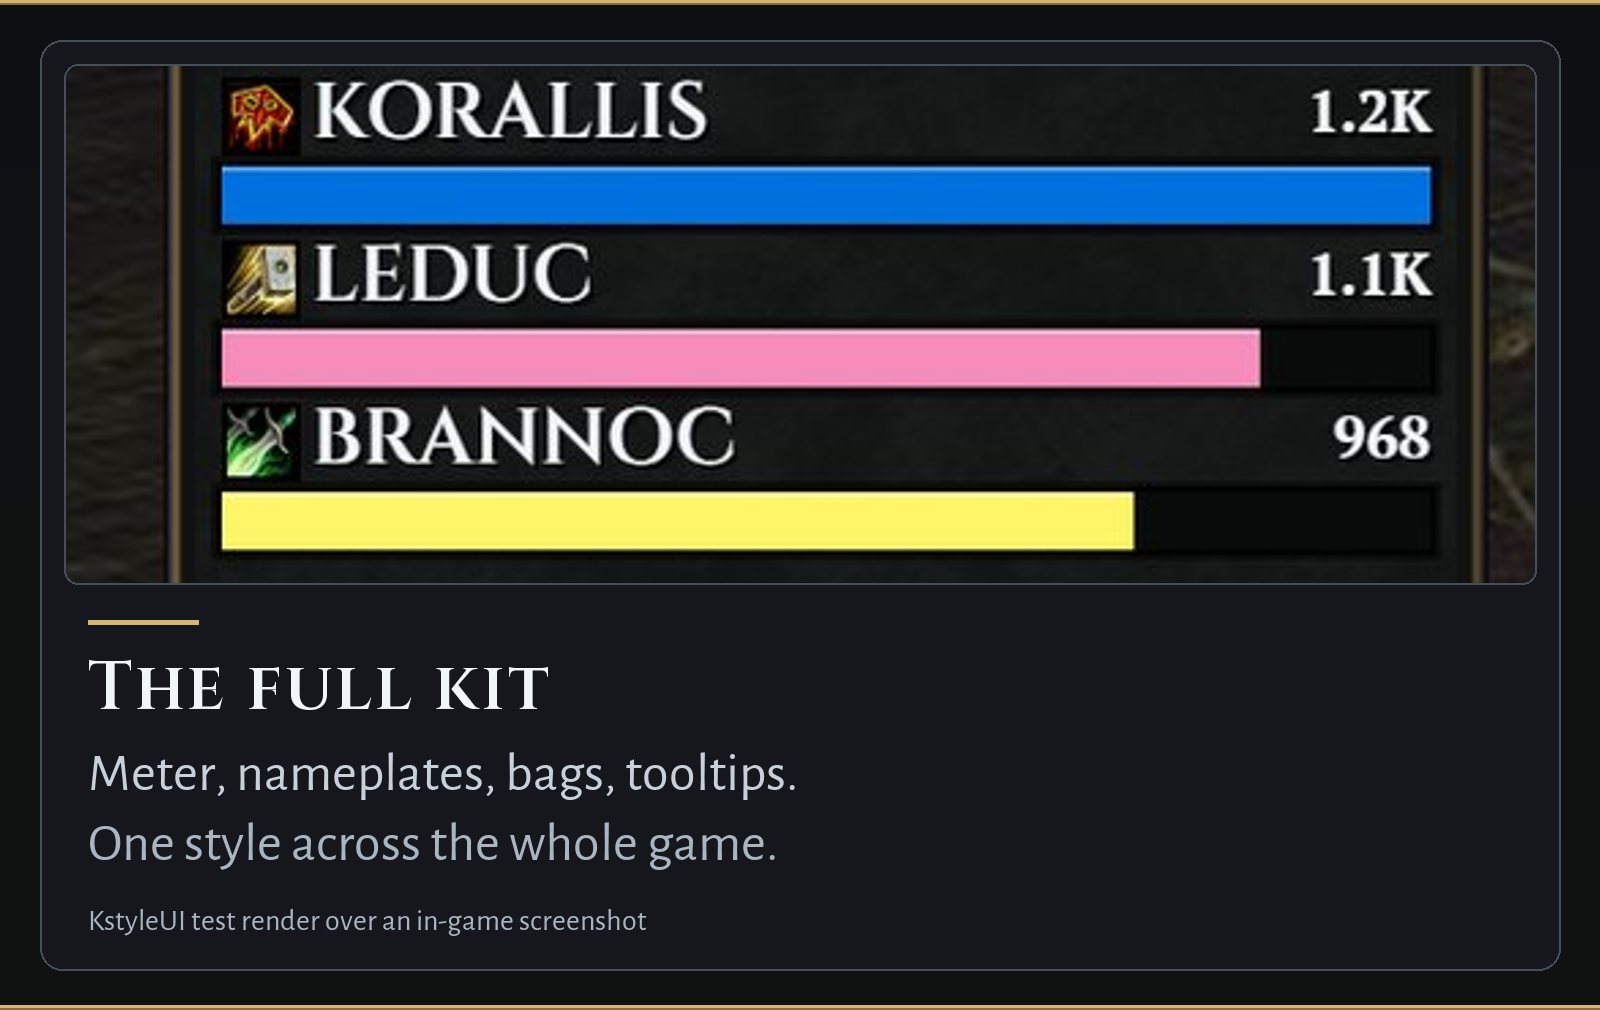 KORALLIS 1.2K
LEDUC 1.1K
BRANNOC 968
The full kit
Meter, nameplates, bags, tooltips.
One style across the whole game.
KstyleUI test render over an in-game screenshot